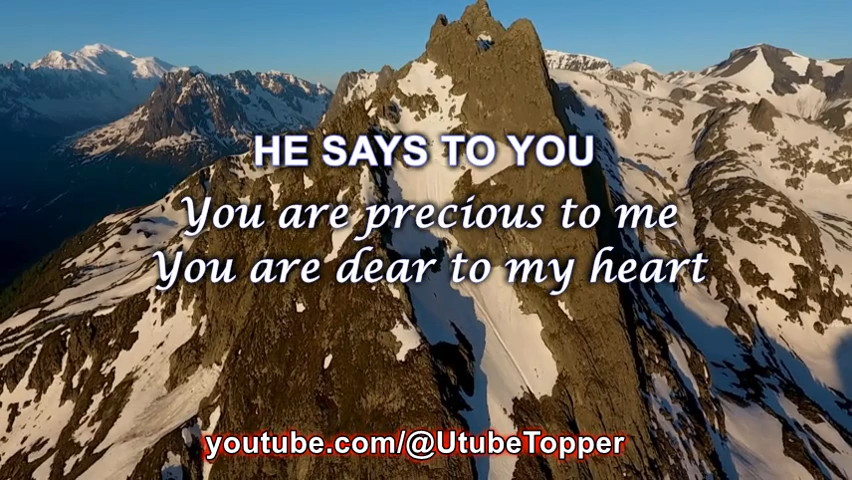 HE SAYS TO YOU
You are precious to me
You are dear to my heart
youtube.com/@UtubeTopper